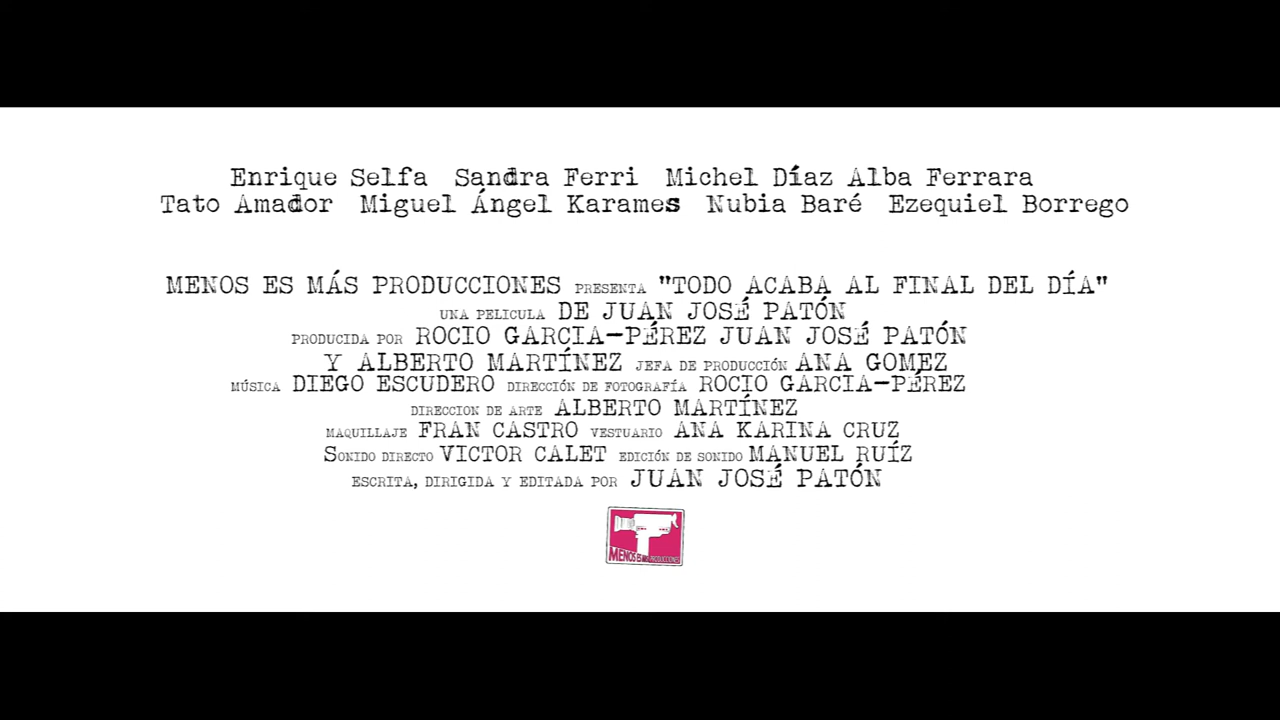 Enrique Selfa Sandra Ferri Michel Díaz Alba Ferrara
Tato Amador Miguel Ángel Karames Nubia Baré Ezequiel Borrego
MENOS ES MÁS PRODUCCIONES PRESENTA "TODO ACABA AL FINAL DEL DÍA"
UNA PELICULA DE JUAN JOSÉ PATÓN
PRODUCIDA POR ROCIO GARCIA-PÉREZ JUAN JOSÉ PATÓN
Y ALBERTO MARTÍNEZ JEFA DE PRODUCCIÓN ANA GOMEZ
MÚSICA DIEGO ESCUDERO DIRECCIÓN DE FOTOGRAFÍA ROCIO GARCIA-PÉREZ
DIRECCION DE ARTE ALBERTO MARTÍNEZ
MAQUILLAJE FRAN CASTRO VESTUARIO ANA KARINA CRUZ
SONIDO DIRECTO VICTOR CALET EDICIÓN DE SONIDO MANUEL RUÍZ
ESCRITA, DIRIGIDA Y EDITADA POR JUAN JOSÉ PATÓN
MENOS